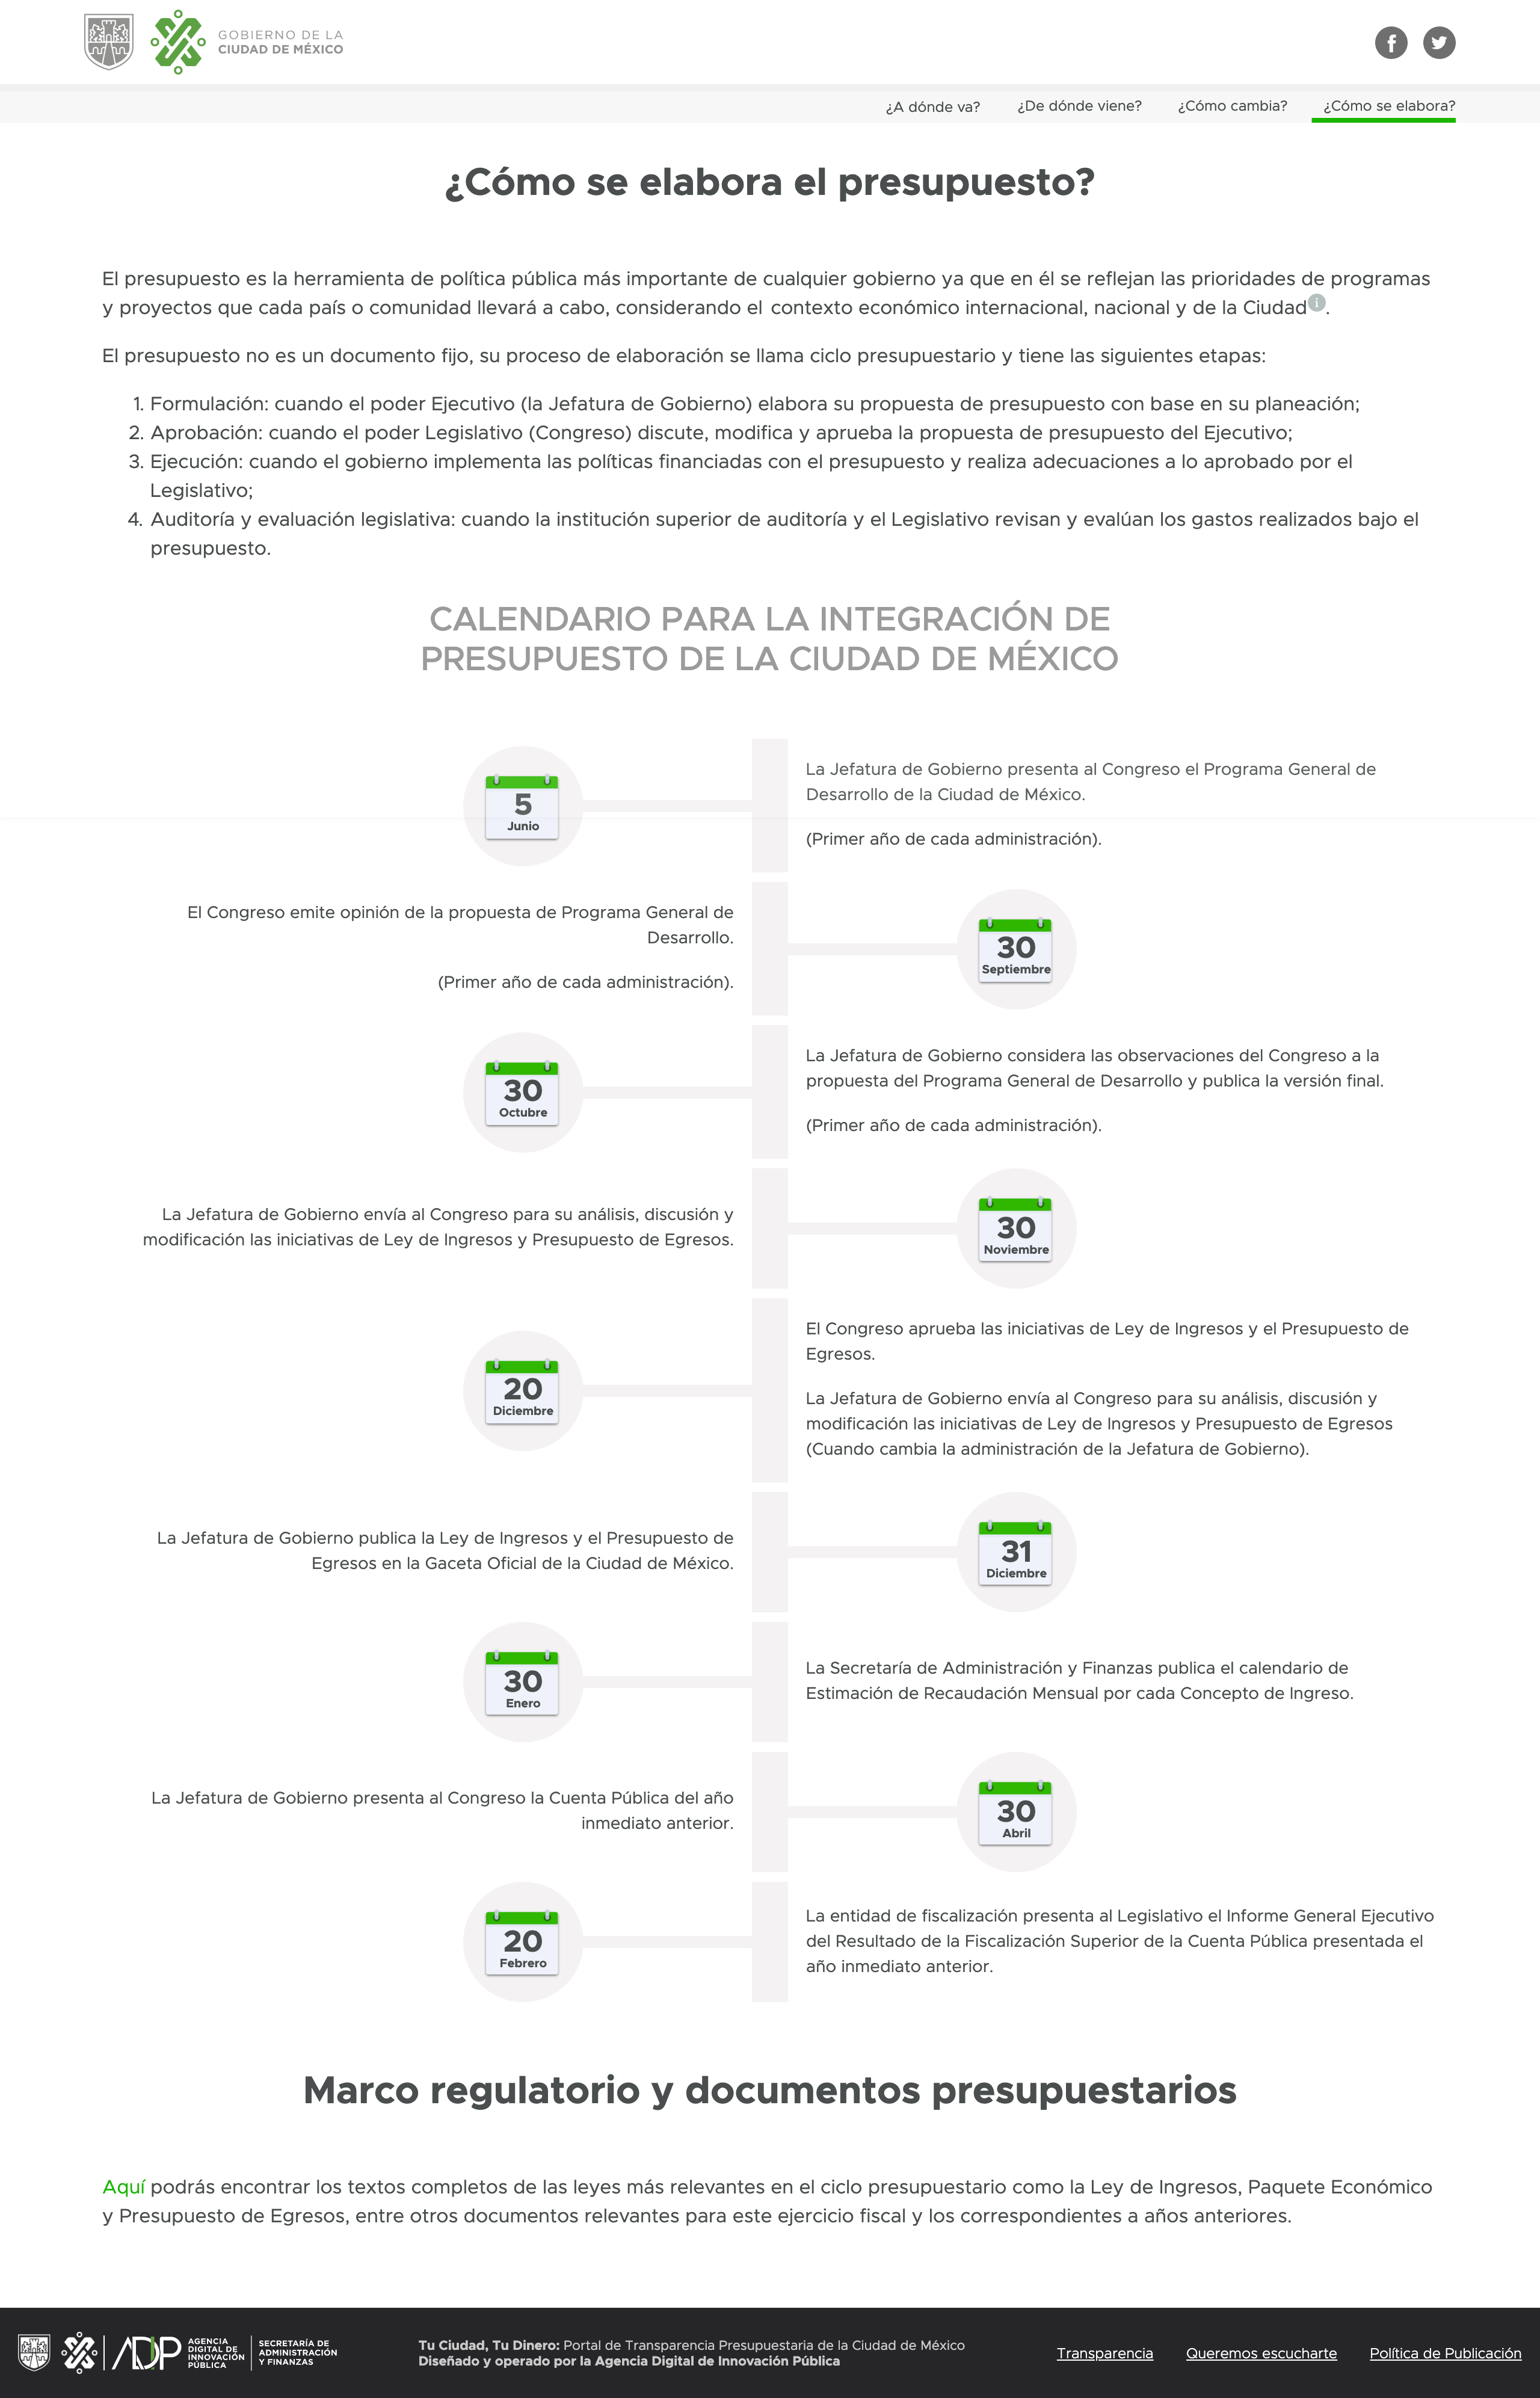 GOBIERNO DE LA
CIUDAD DE MÉXICO
¿A dónde va?
¿De dónde viene?
¿Cómo cambia?
¿Cómo se elabora?
¿Cómo se elabora el presupuesto?
El presupuesto es la herramienta de política pública más importante de cualquier gobierno ya que en él se reflejan las prioridades de programas
y proyectos que cada país o comunidad llevará a cabo, considerando el contexto económico internacional, nacional y de la Ciudad i.
El presupuesto no es un documento fijo, su proceso de elaboración se llama ciclo presupuestario y tiene las siguientes etapas:
1. Formulación: cuando el poder Ejecutivo (la Jefatura de Gobierno) elabora su propuesta de presupuesto con base en su planeación;
2. Aprobación: cuando el poder Legislativo (Congreso) discute, modifica y aprueba la propuesta de presupuesto del Ejecutivo;
3. Ejecución: cuando el gobierno implementa las políticas financiadas con el presupuesto y realiza adecuaciones a lo aprobado por el
Legislativo;
4. Auditoría y evaluación legislativa: cuando la institución superior de auditoría y el Legislativo revisan y evalúan los gastos realizados bajo el
presupuesto.
CALENDARIO PARA LA INTEGRACIÓN DE
PRESUPUESTO DE LA CIUDAD DE MÉXICO
5
Junio
La Jefatura de Gobierno presenta al Congreso el Programa General de
Desarrollo de la Ciudad de México.
(Primer año de cada administración).
El Congreso emite opinión de la propuesta de Programa General de
Desarrollo.
(Primer año de cada administración).
30
Septiembre
30
Octubre
La Jefatura de Gobierno considera las observaciones del Congreso a la
propuesta del Programa General de Desarrollo y publica la versión final.
(Primer año de cada administración).
La Jefatura de Gobierno envía al Congreso para su análisis, discusión y
modificación las iniciativas de Ley de Ingresos y Presupuesto de Egresos.
30
Noviembre
20
Diciembre
El Congreso aprueba las iniciativas de Ley de Ingresos y el Presupuesto de
Egresos.
La Jefatura de Gobierno envía al Congreso para su análisis, discusión y
modificación las iniciativas de Ley de Ingresos y Presupuesto de Egresos
(Cuando cambia la administración de la Jefatura de Gobierno).
La Jefatura de Gobierno publica la Ley de Ingresos y el Presupuesto de
Egresos en la Gaceta Oficial de la Ciudad de México.
31
Diciembre
30
Enero
La Secretaría de Administración y Finanzas publica el calendario de
Estimación de Recaudación Mensual por cada Concepto de Ingreso.
La Jefatura de Gobierno presenta al Congreso la Cuenta Pública del año
inmediato anterior.
30
Abril
20
Febrero
La entidad de fiscalización presenta al Legislativo el Informe General Ejecutivo
del Resultado de la Fiscalización Superior de la Cuenta Pública presentada el
año inmediato anterior.
Marco regulatorio y documentos presupuestarios
Aquí podrás encontrar los textos completos de las leyes más relevantes en el ciclo presupuestario como la Ley de Ingresos, Paquete Económico
y Presupuesto de Egresos, entre otros documentos relevantes para este ejercicio fiscal y los correspondientes a años anteriores.
ADIP
AGENCIA
DIGITAL DE
INNOVACIÓN
PÚBLICA
SECRETARÍA DE
ADMINISTRACIÓN
Y FINANZAS
Tu Ciudad, Tu Dinero: Portal de Transparencia Presupuestaria de la Ciudad de México
Diseñado y operado por la Agencia Digital de Innovación Pública
Transparencia
Queremos escucharte
Política de Publicación